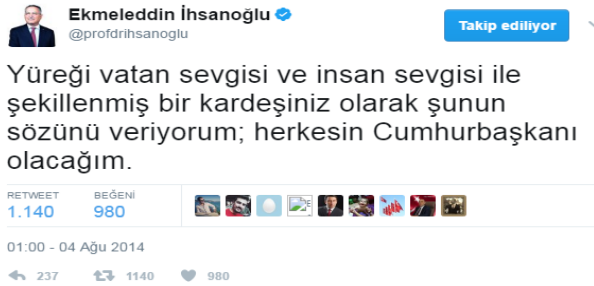 Ekmeleddin İhsanoğlu
@profdrihsanoglu
Takip ediliyor
Yüreği vatan sevgisi ve insan sevgisi ile
şekillenmiş bir kardeşiniz olarak şunun
sözünü veriyorum; herkesin Cumhurbaşkanı
olacağım.
RETWEET BEĞENİ
1.140 980
01:00 - 04 Ağu 2014
237 1140 980